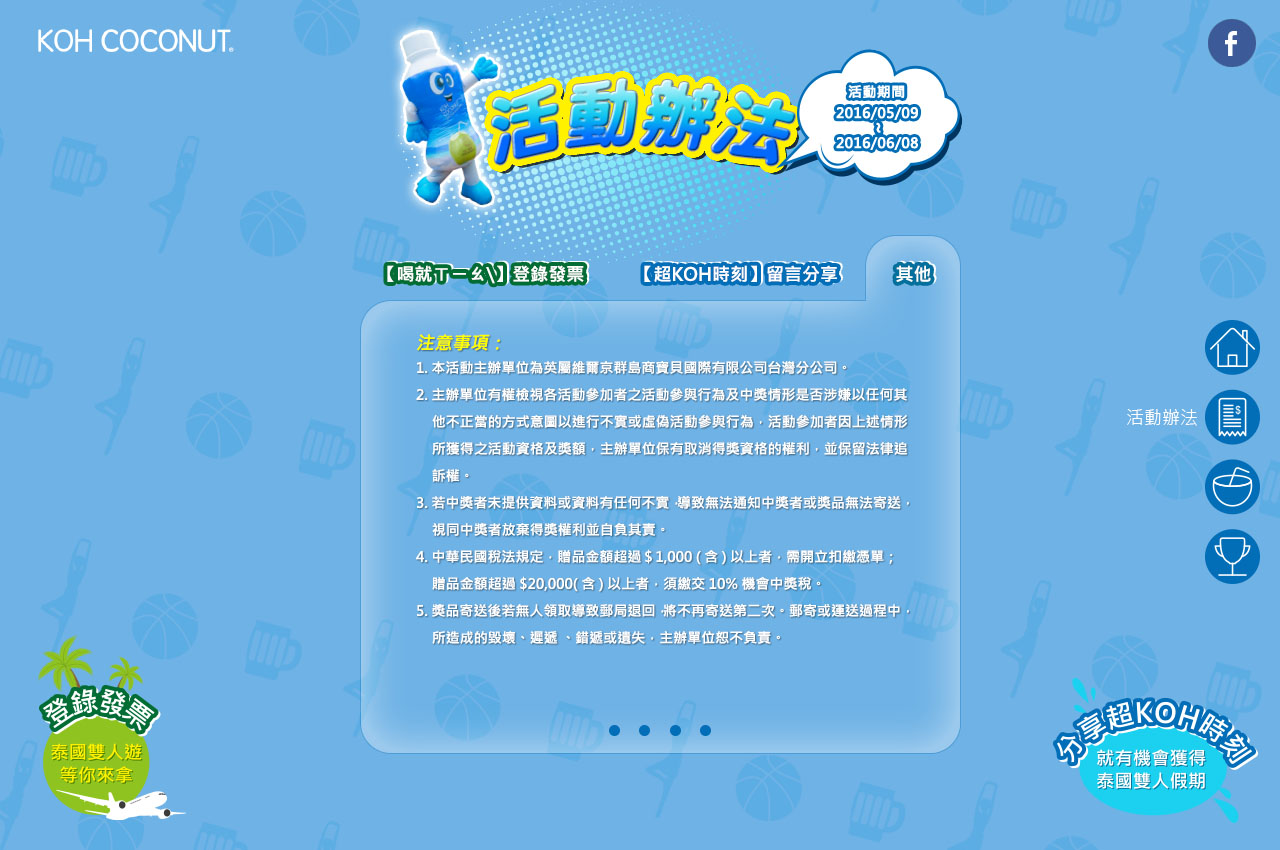 KOH COCONUT®
活動辦法
活動期間
2016/05/09
~
2016/06/08
【喝就ㄒㄧㄠˋ】登錄發票
【超KOH時刻】留言分享
其他
注意事項：
1. 本活動主辦單位為英屬維爾京群島商寶貝國際有限公司台灣分公司。
2. 主辦單位有權檢視各活動參加者之活動參與行為及中獎情形是否涉嫌以任何其
他不正當的方式意圖以進行不實或虛偽活動參與行為，活動參加者因上述情形
所獲得之活動資格及獎額，主辦單位保有取消得獎資格的權利，並保留法律追
訴權。
3. 若中獎者未提供資料或資料有任何不實，導致無法通知中獎者或獎品無法寄送，
視同中獎者放棄得獎權利並自負其責。
4. 中華民國稅法規定，贈品金額超過 $ 1,000 ( 含 ) 以上者，需開立扣繳憑單；
贈品金額超過 $20,000( 含 ) 以上者，須繳交 10% 機會中獎稅。
5. 獎品寄送後若無人領取導致郵局退回，將不再寄送第二次。郵寄或運送過程中，
所造成的毀壞、遲遞 、錯遞或遺失，主辦單位恕不負責。
f
活動辦法
$
登錄發票
泰國雙人遊
等你來拿
分享超KOH時刻
就有機會獲得
泰國雙人假期